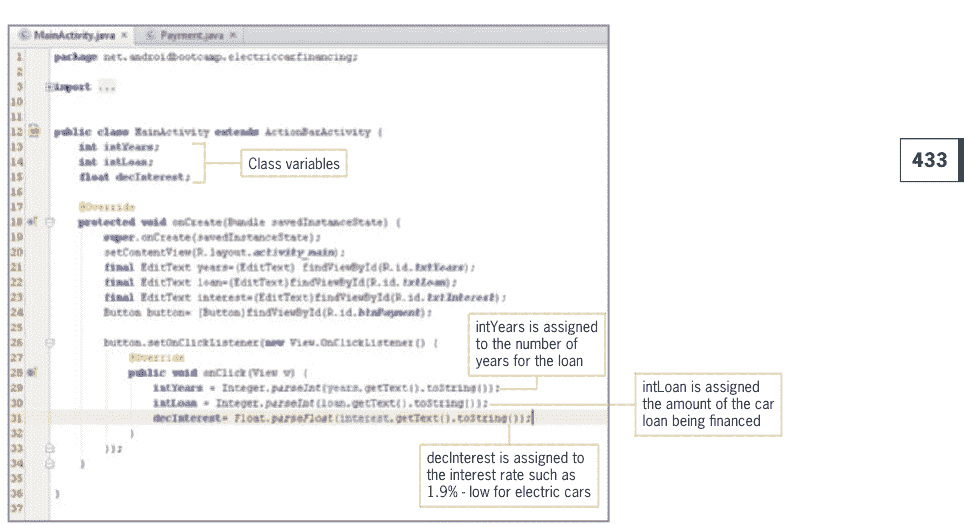 MainActivity.java × Payment.java ×
1 package net.androidbootcamp.electriccarfinancing;
2
3 import ...
10
11
12 public class MainActivity extends ActionBarActivity {
13 int intYears;
14 int intLoan;
15 float decInterest;
Class variables
433
16
17 @Override
18 protected void onCreate(Bundle savedInstanceState) {
19 super.onCreate(savedInstanceState);
20 setContentView(R.layout.activity_main);
21 final EditText years=(EditText) findViewById(R.id.txtYears);
22 final EditText loan=(EditText)findViewById(R.id.txtLoan);
23 final EditText interest=(EditText)findViewById(R.id.txtInterest);
24 Button button= (Button)findViewById(R.id.btnPayment);
25
26 button.setOnClickListener(new View.OnClickListener() {
27 @Override
28 public void onClick(View v) {
29 intYears = Integer.parseInt(years.getText().toString());
30 intLoan = Integer.parseInt(loan.getText().toString());
31 decInterest= Float.parseFloat(interest.getText().toString());
32 }
33 });
34 }
35
36 }
37
intYears is assigned
to the number of
years for the loan
intLoan is assigned
the amount of the car
loan being financed
decInterest is assigned to
the interest rate such as
1.9% - low for electric cars